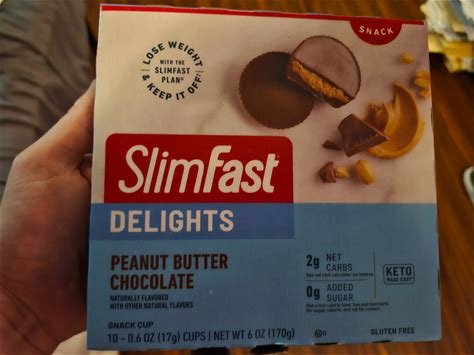 SNACK
LOSE WEIGHT
WITH THE
SLIMFAST
PLAN®
& KEEP IT OFF!
SlimFast®
DELIGHTS
PEANUT BUTTER
CHOCOLATE
NATURALLY FLAVORED
WITH OTHER NATURAL FLAVORS
2g NET
CARBS
0g ADDED
SUGAR
KETO
MADE EASY
SNACK CUP
10 - 0.6 OZ (17g) CUPS | NET WT 6 OZ (170g)
GLUTEN FREE